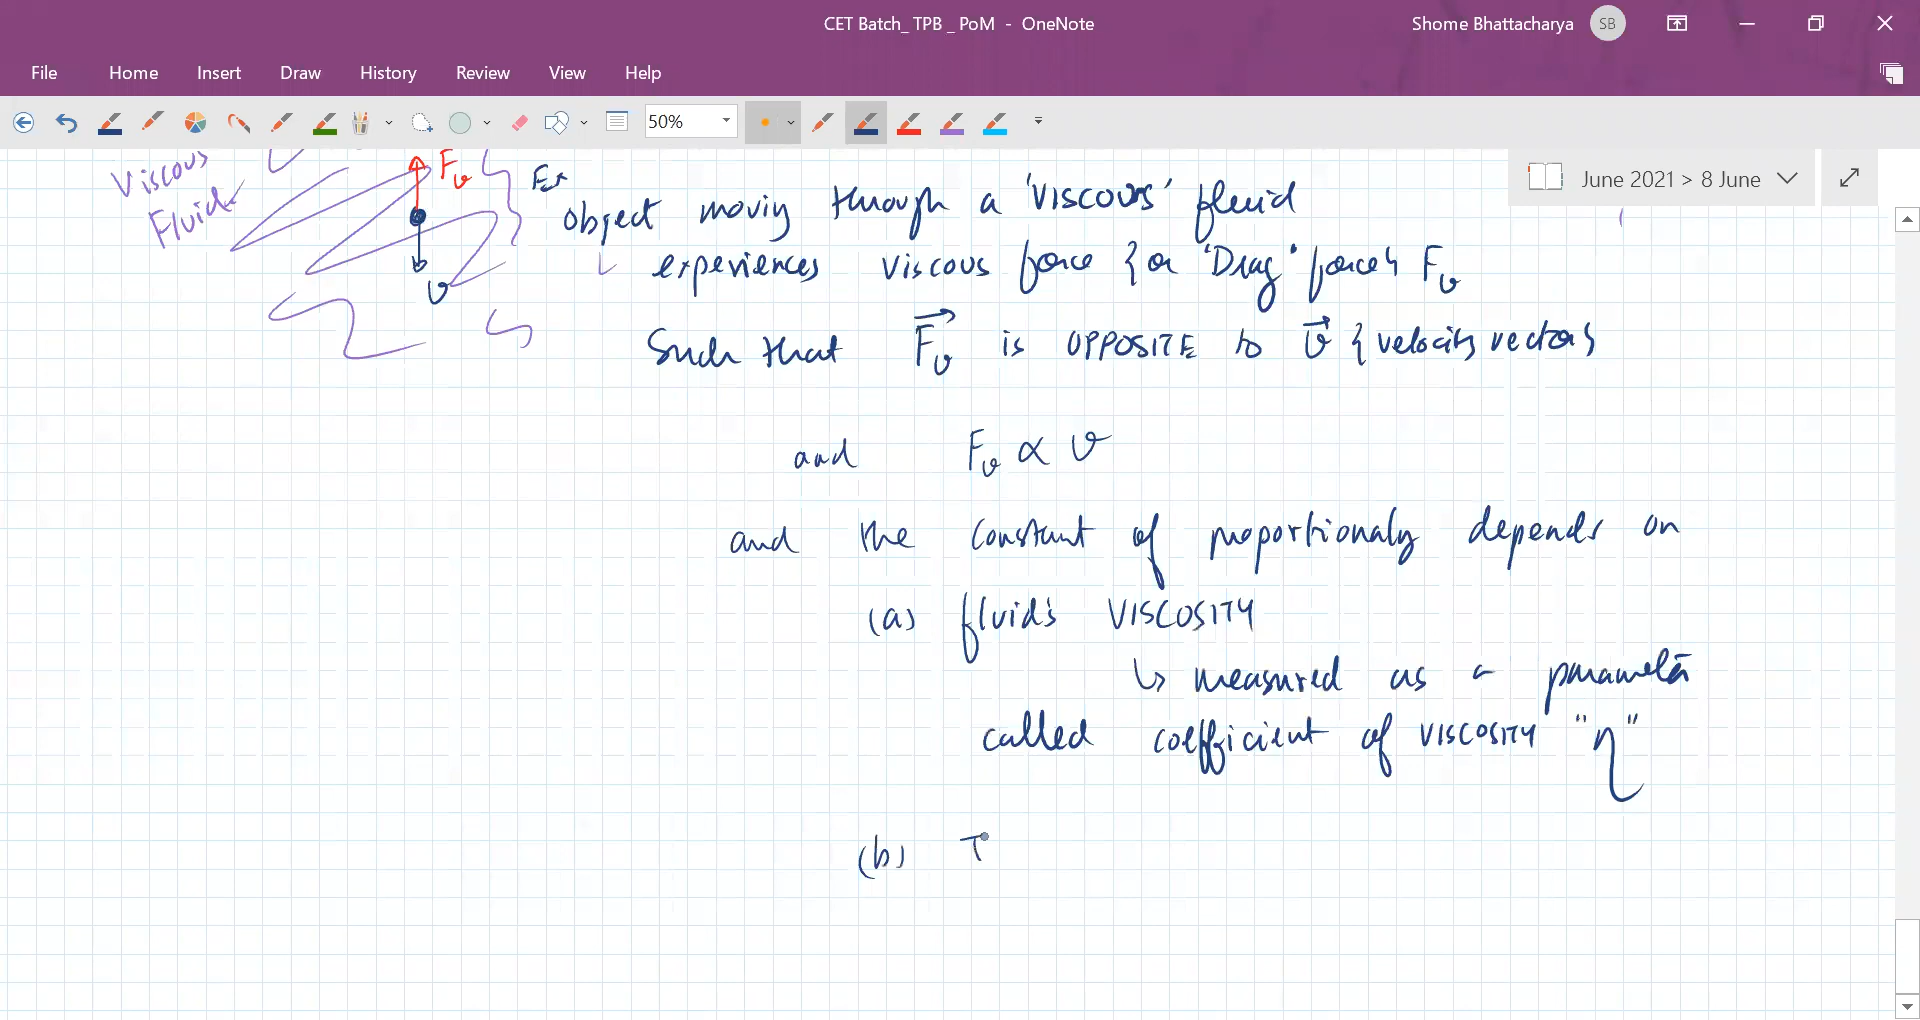 CET Batch_ TPB _ PoM - OneNote
Shome Bhattacharya
SB
File Home Insert Draw History Review View Help
50%
June 2021 > 8 June
Viscous
Fluid
Fv
v
object moving through a 'VISCOUS' fluid
experiences viscous force {or 'Drag' force} Fv
Such that Fv is OPPOSITE to v {velocity vector}
and Fv ∝ v
and the constant of proportionaly depends on
(a) fluid's VISCOSITY
↳ measured as a parameter
called coefficient of VISCOSITY "η"
(b) T